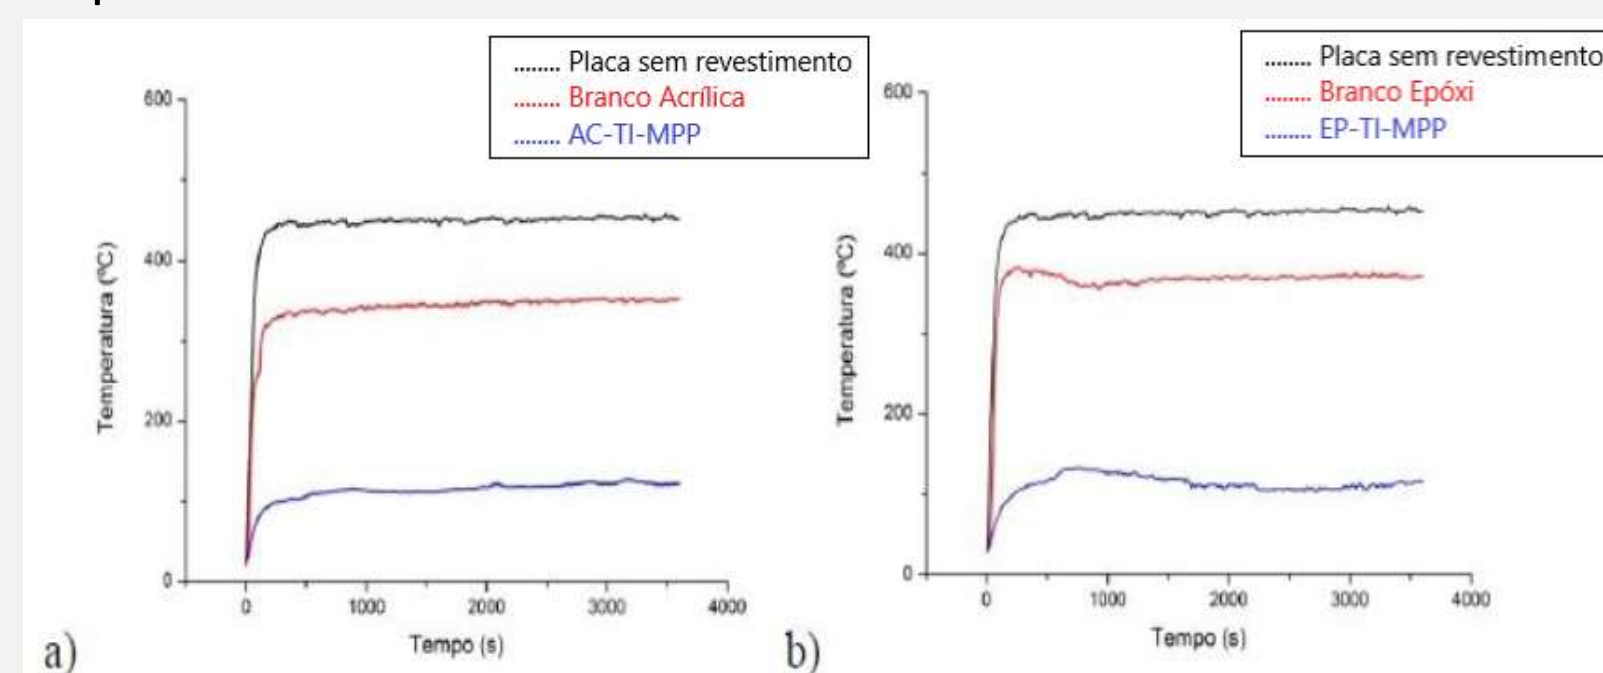 Placa sem revestimento
Branco Acrílica
AC-TI-MPP
600
400
200
0
Temperatura (ºC)
0 1000 2000 3000 4000
Tempo (s)
a)
Placa sem revestimento
Branco Epóxi
EP-TI-MPP
600
400
200
0
Temperatura (ºC)
0 1000 2000 3000 4000
Tempo (s)
b)